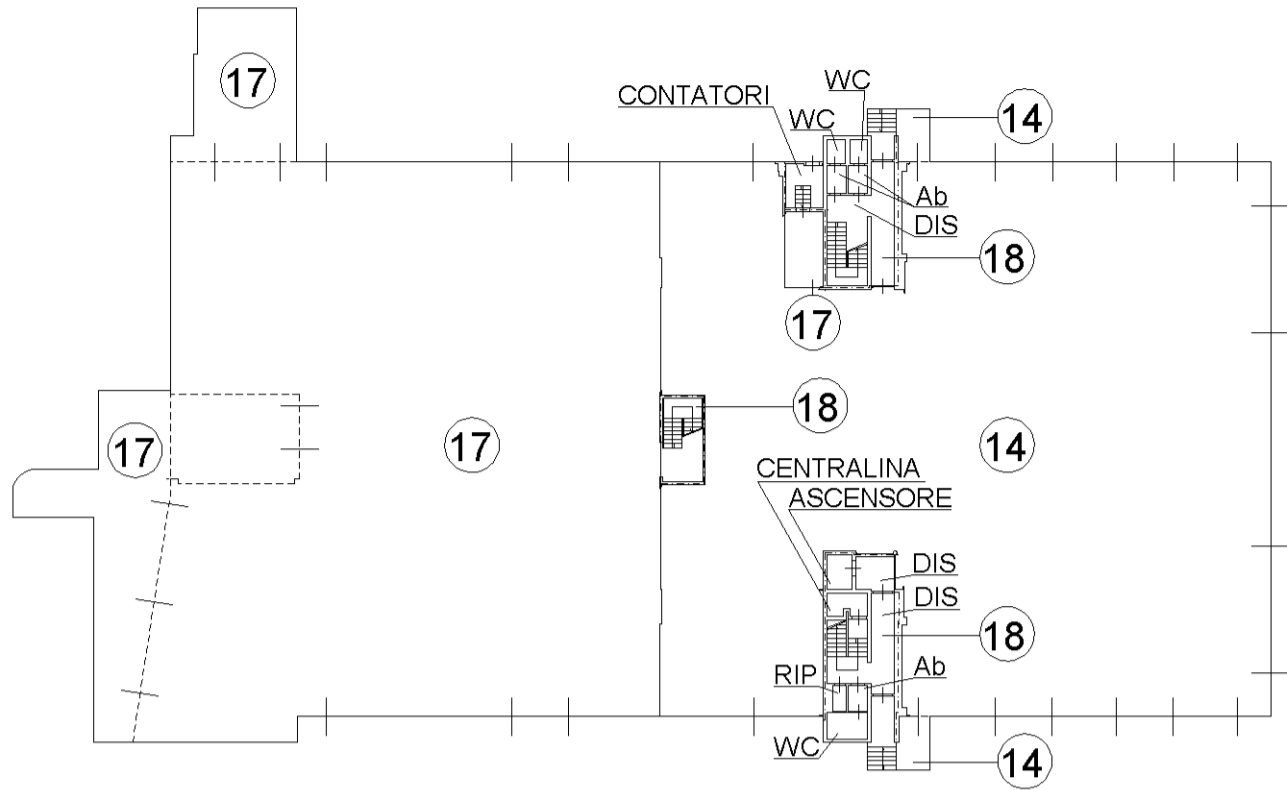 17
WC
CONTATORI
WC
14
Ab
DIS
18
17
18
17
17
14
CENTRALINA
ASCENSORE
DIS
DIS
18
RIP
Ab
WC
14